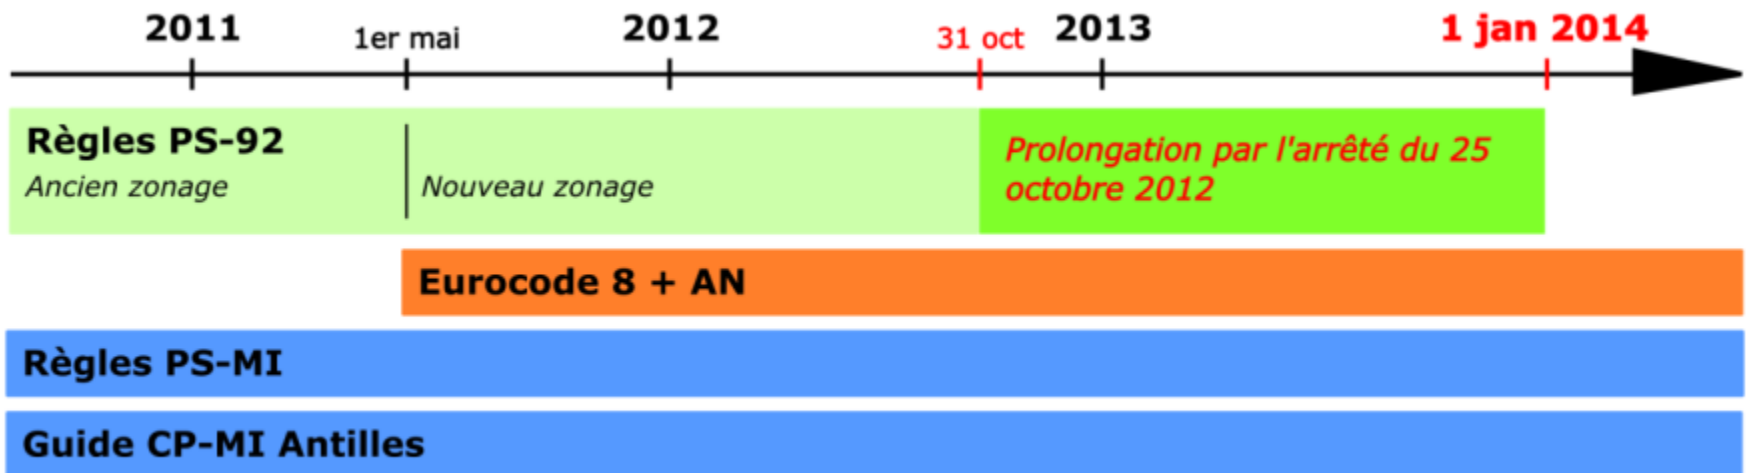 2011 1er mai 2012 31 oct 2013 1 jan 2014
Règles PS-92
Ancien zonage
Nouveau zonage
Prolongation par l'arrêté du 25
octobre 2012
Eurocode 8 + AN
Règles PS-MI
Guide CP-MI Antilles